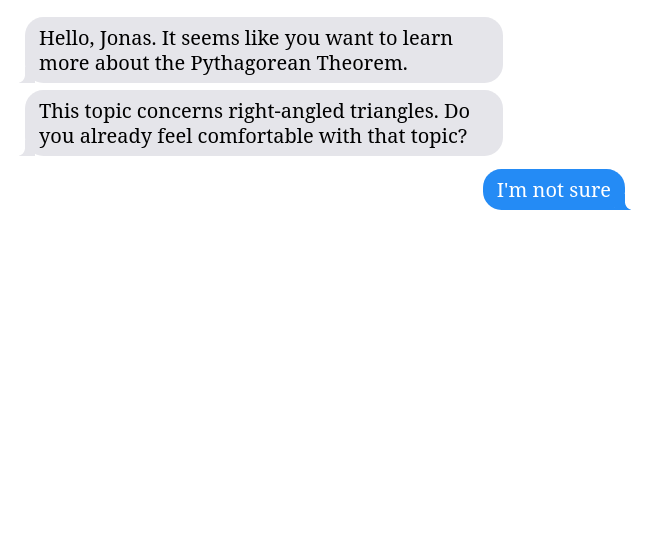 Hello, Jonas. It seems like you want to learn
more about the Pythagorean Theorem.
This topic concerns right-angled triangles. Do
you already feel comfortable with that topic?
I'm not sure